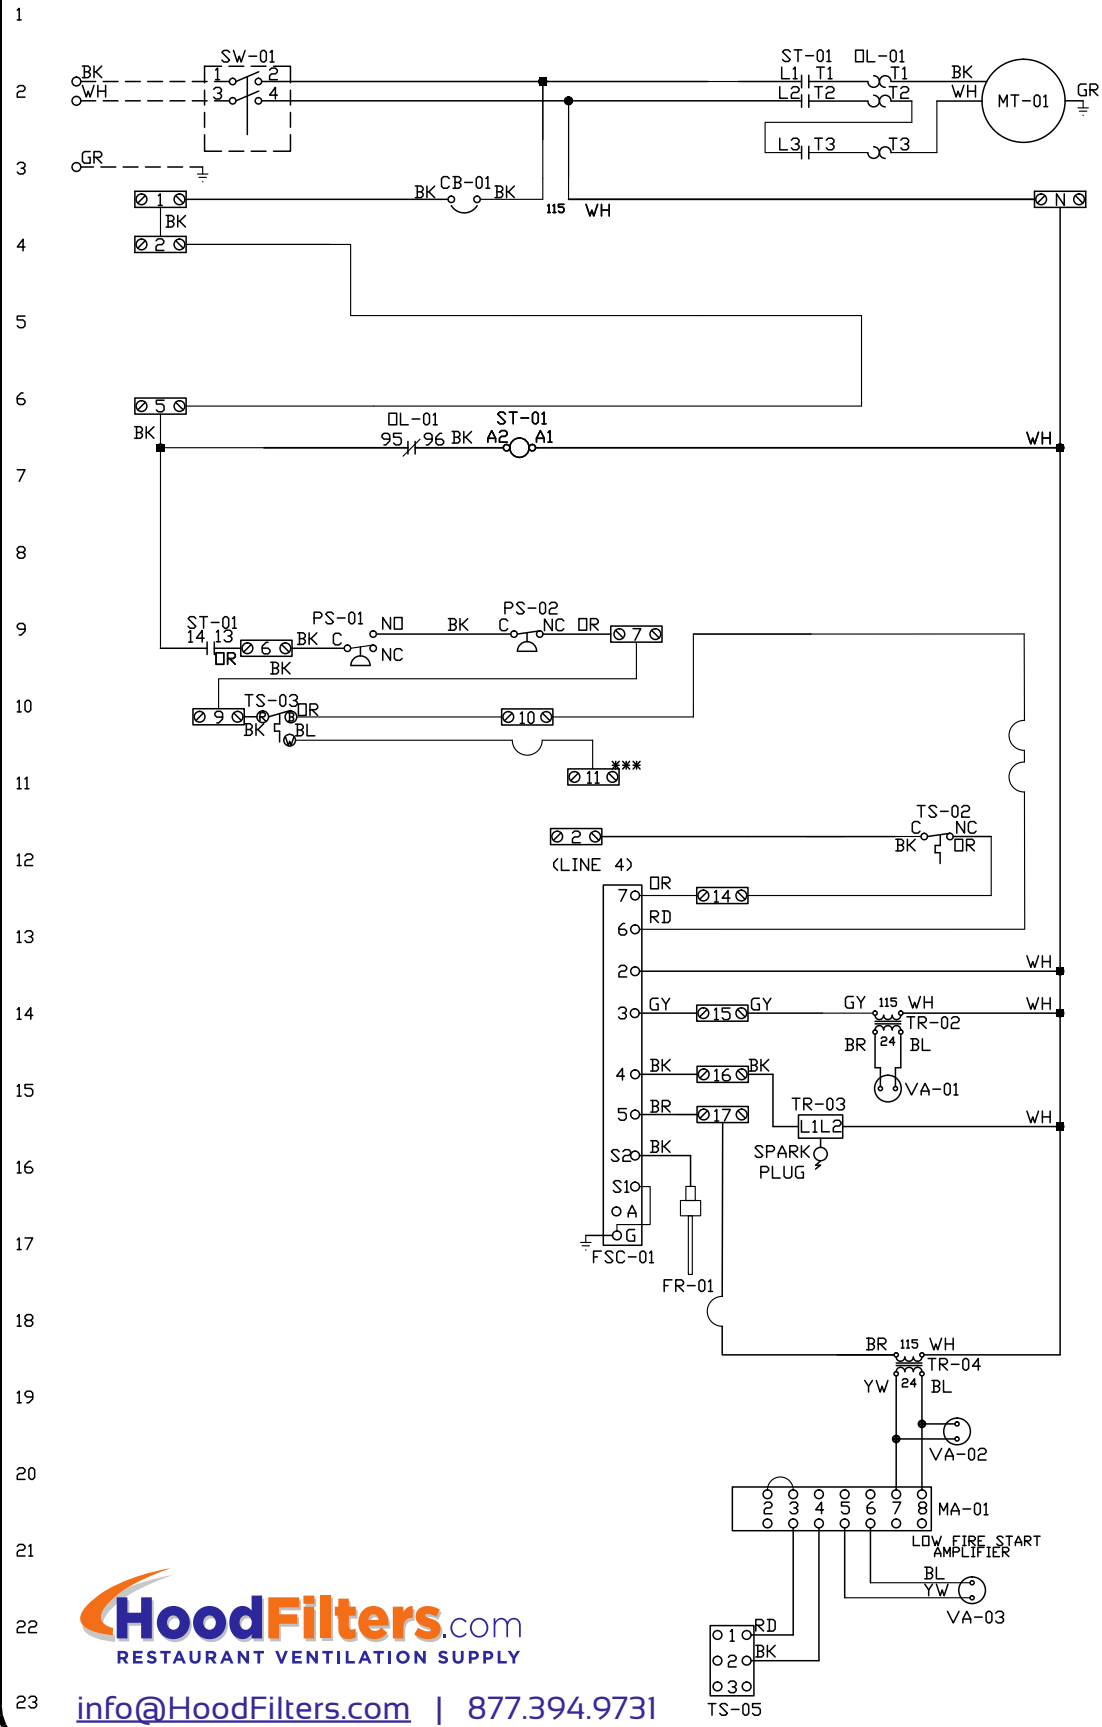 1
SW-01 ST-01 OL-01
BK 1 2 L1 T1 T1 BK
2 WH 3 4 L2 T2 T2 WH MT-01 GR
L3 T3 T3
3 GR
1 BK CB-01 BK 115 WH N
BK
4 2
5
6 5
BK OL-01 ST-01
95 96 BK A2 A1 WH
7
8
9 ST-01 PS-01 NO BK PS-02
14 13 6 BK C NC C NC OR 7
OR BK
10 TS-03 OR
9 R B 10
BK W BL
11 11 ***
TS-02
2 C NC
BK OR
12 (LINE 4)
7 OR 14
13 6 RD
2 WH
14 3 GY 15 GY GY 115 WH WH
TR-02
BR 24 BL
4 BK 16 BK
15 VA-01
5 BR 17 TR-03 WH
L1L2
S2 BK SPARK
16 PLUG
S1
A
17 G
FSC-01
FR-01
18
BR 115 WH
TR-04
19 YW 24 BL
VA-02
20
2 3 4 5 6 7 8 MA-01
21 LOW FIRE START
AMPLIFIER
BL
YW
VA-03
22 HoodFilters.com
RESTAURANT VENTILATION SUPPLY
1 RD
2 BK
3
23 info@HoodFilters.com | 877.394.9731
TS-05